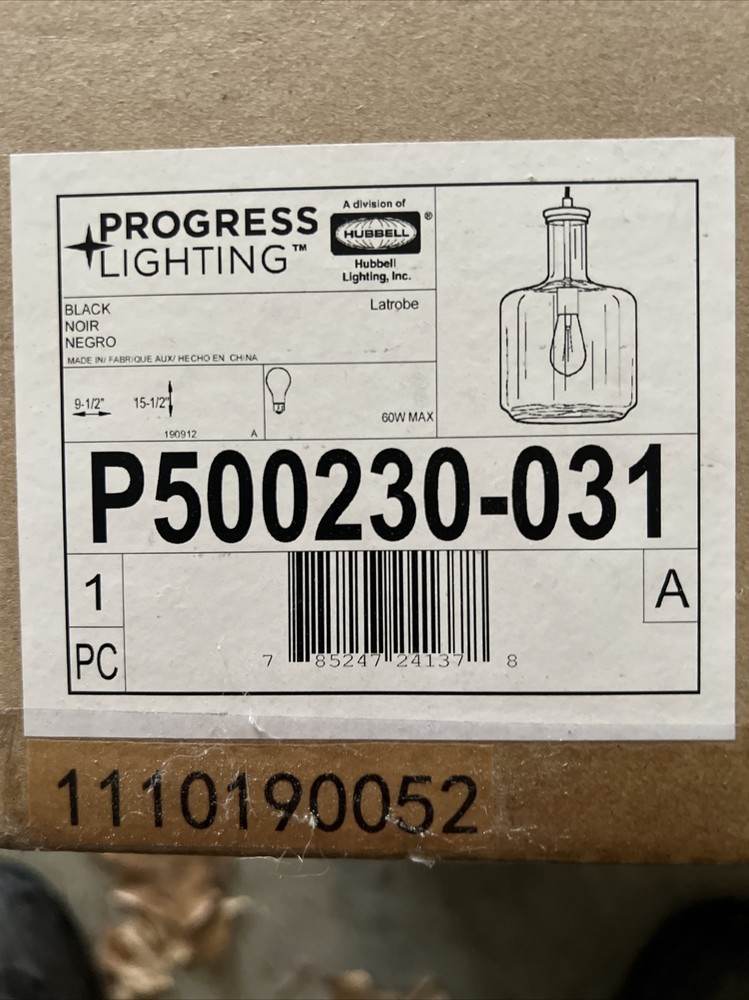 PROGRESS
LIGHTING™
A division of
HUBBELL®
Hubbell
Lighting, Inc.
BLACK
NOIR
NEGRO
Latrobe
MADE IN/ FABRIQUE AUX/ HECHO EN CHINA
9-1/2"
15-1/2"
190912 A
60W MAX
P500230-031
1
PC
A
7 85247 24137 8
1110190052